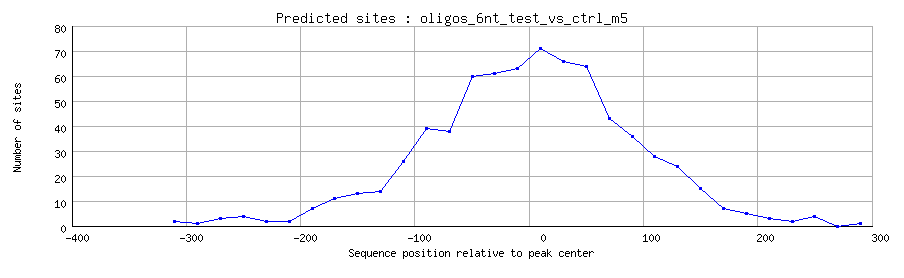 Predicted sites : oligos_6nt_test_vs_ctrl_m5
80
70
60
50
40
30
20
10
0
Number of sites
-400 -300 -200 -100 0 100 200 300
Sequence position relative to peak center